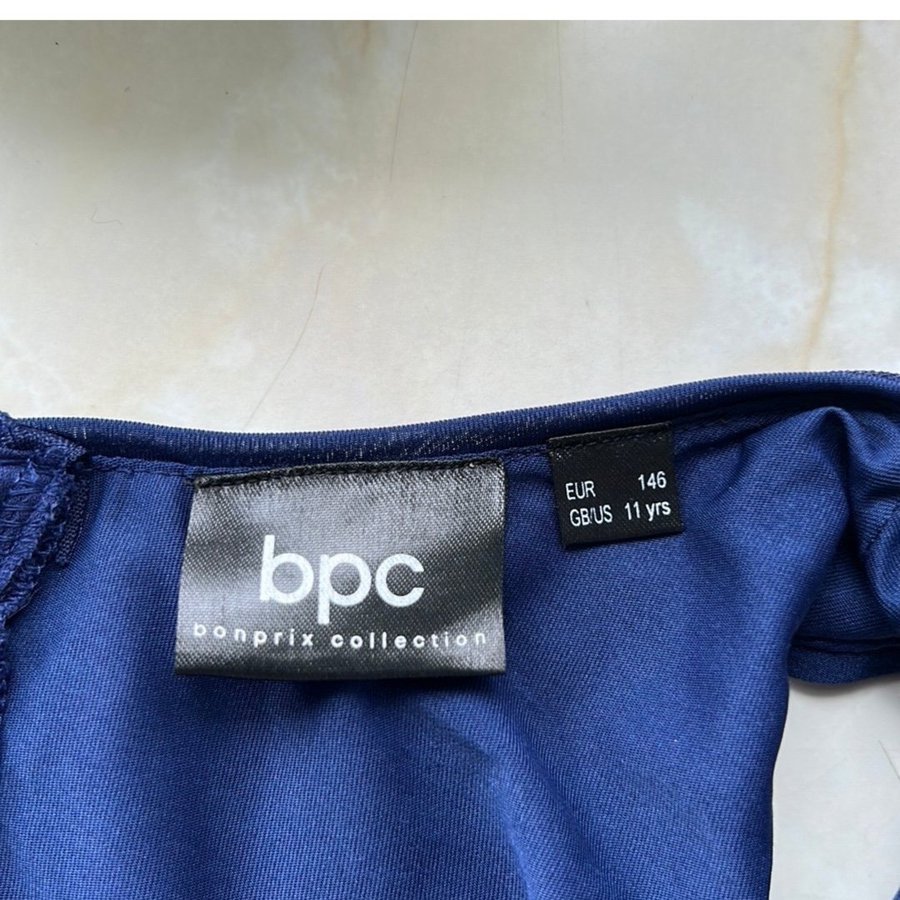 bpc
bonprix collection
EUR 146
GB/US 11 yrs